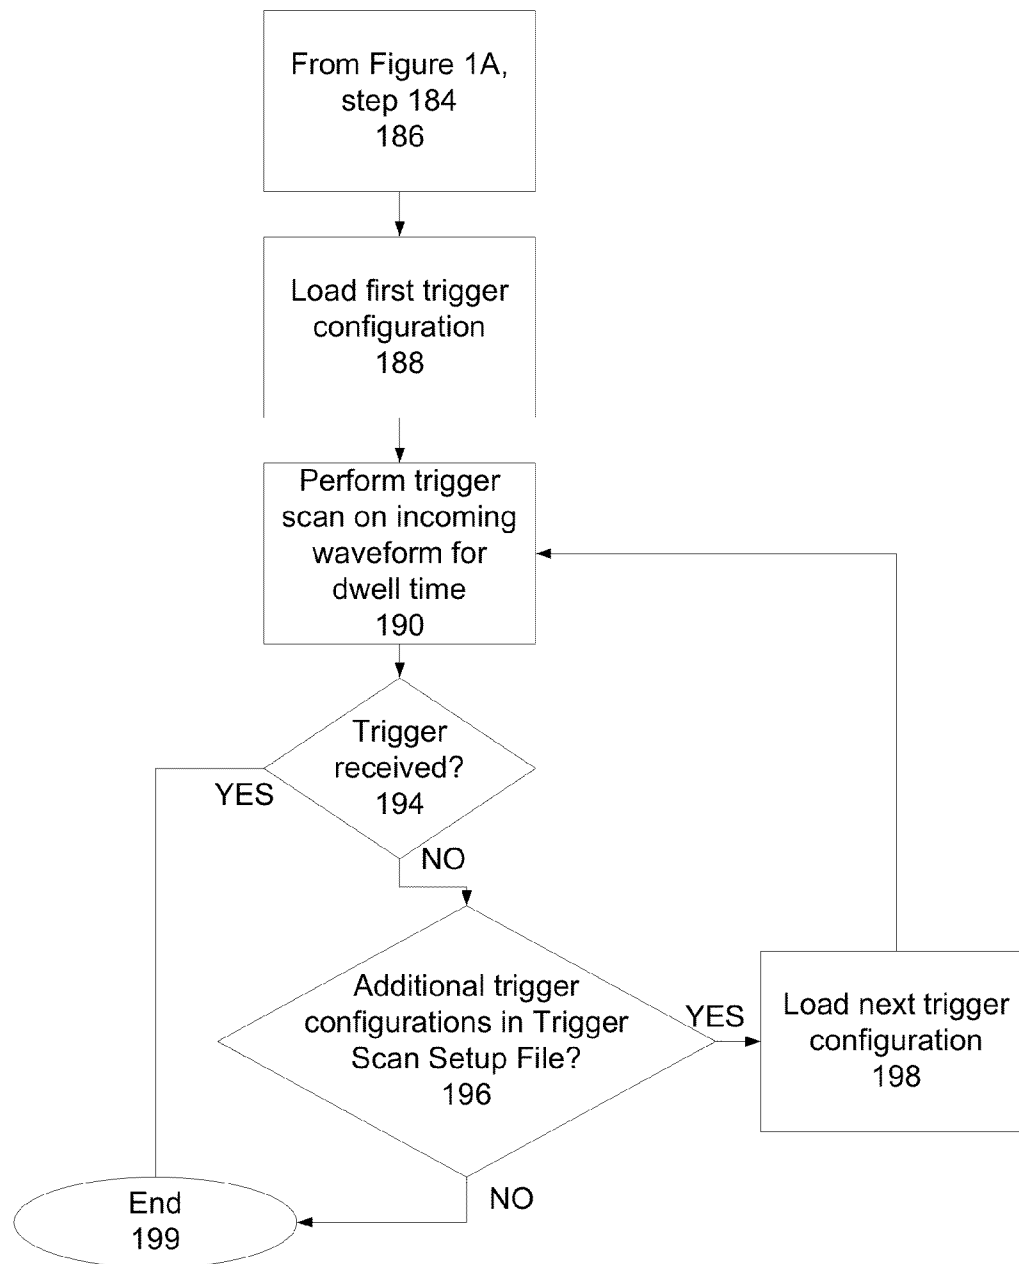 From Figure 1A,
step 184
186
Load first trigger
configuration
188
Perform trigger
scan on incoming
waveform for
dwell time
190
Trigger
received?
194
YES
NO
Additional trigger
configurations in Trigger
Scan Setup File?
196
YES
Load next trigger
configuration
198
NO
End
199